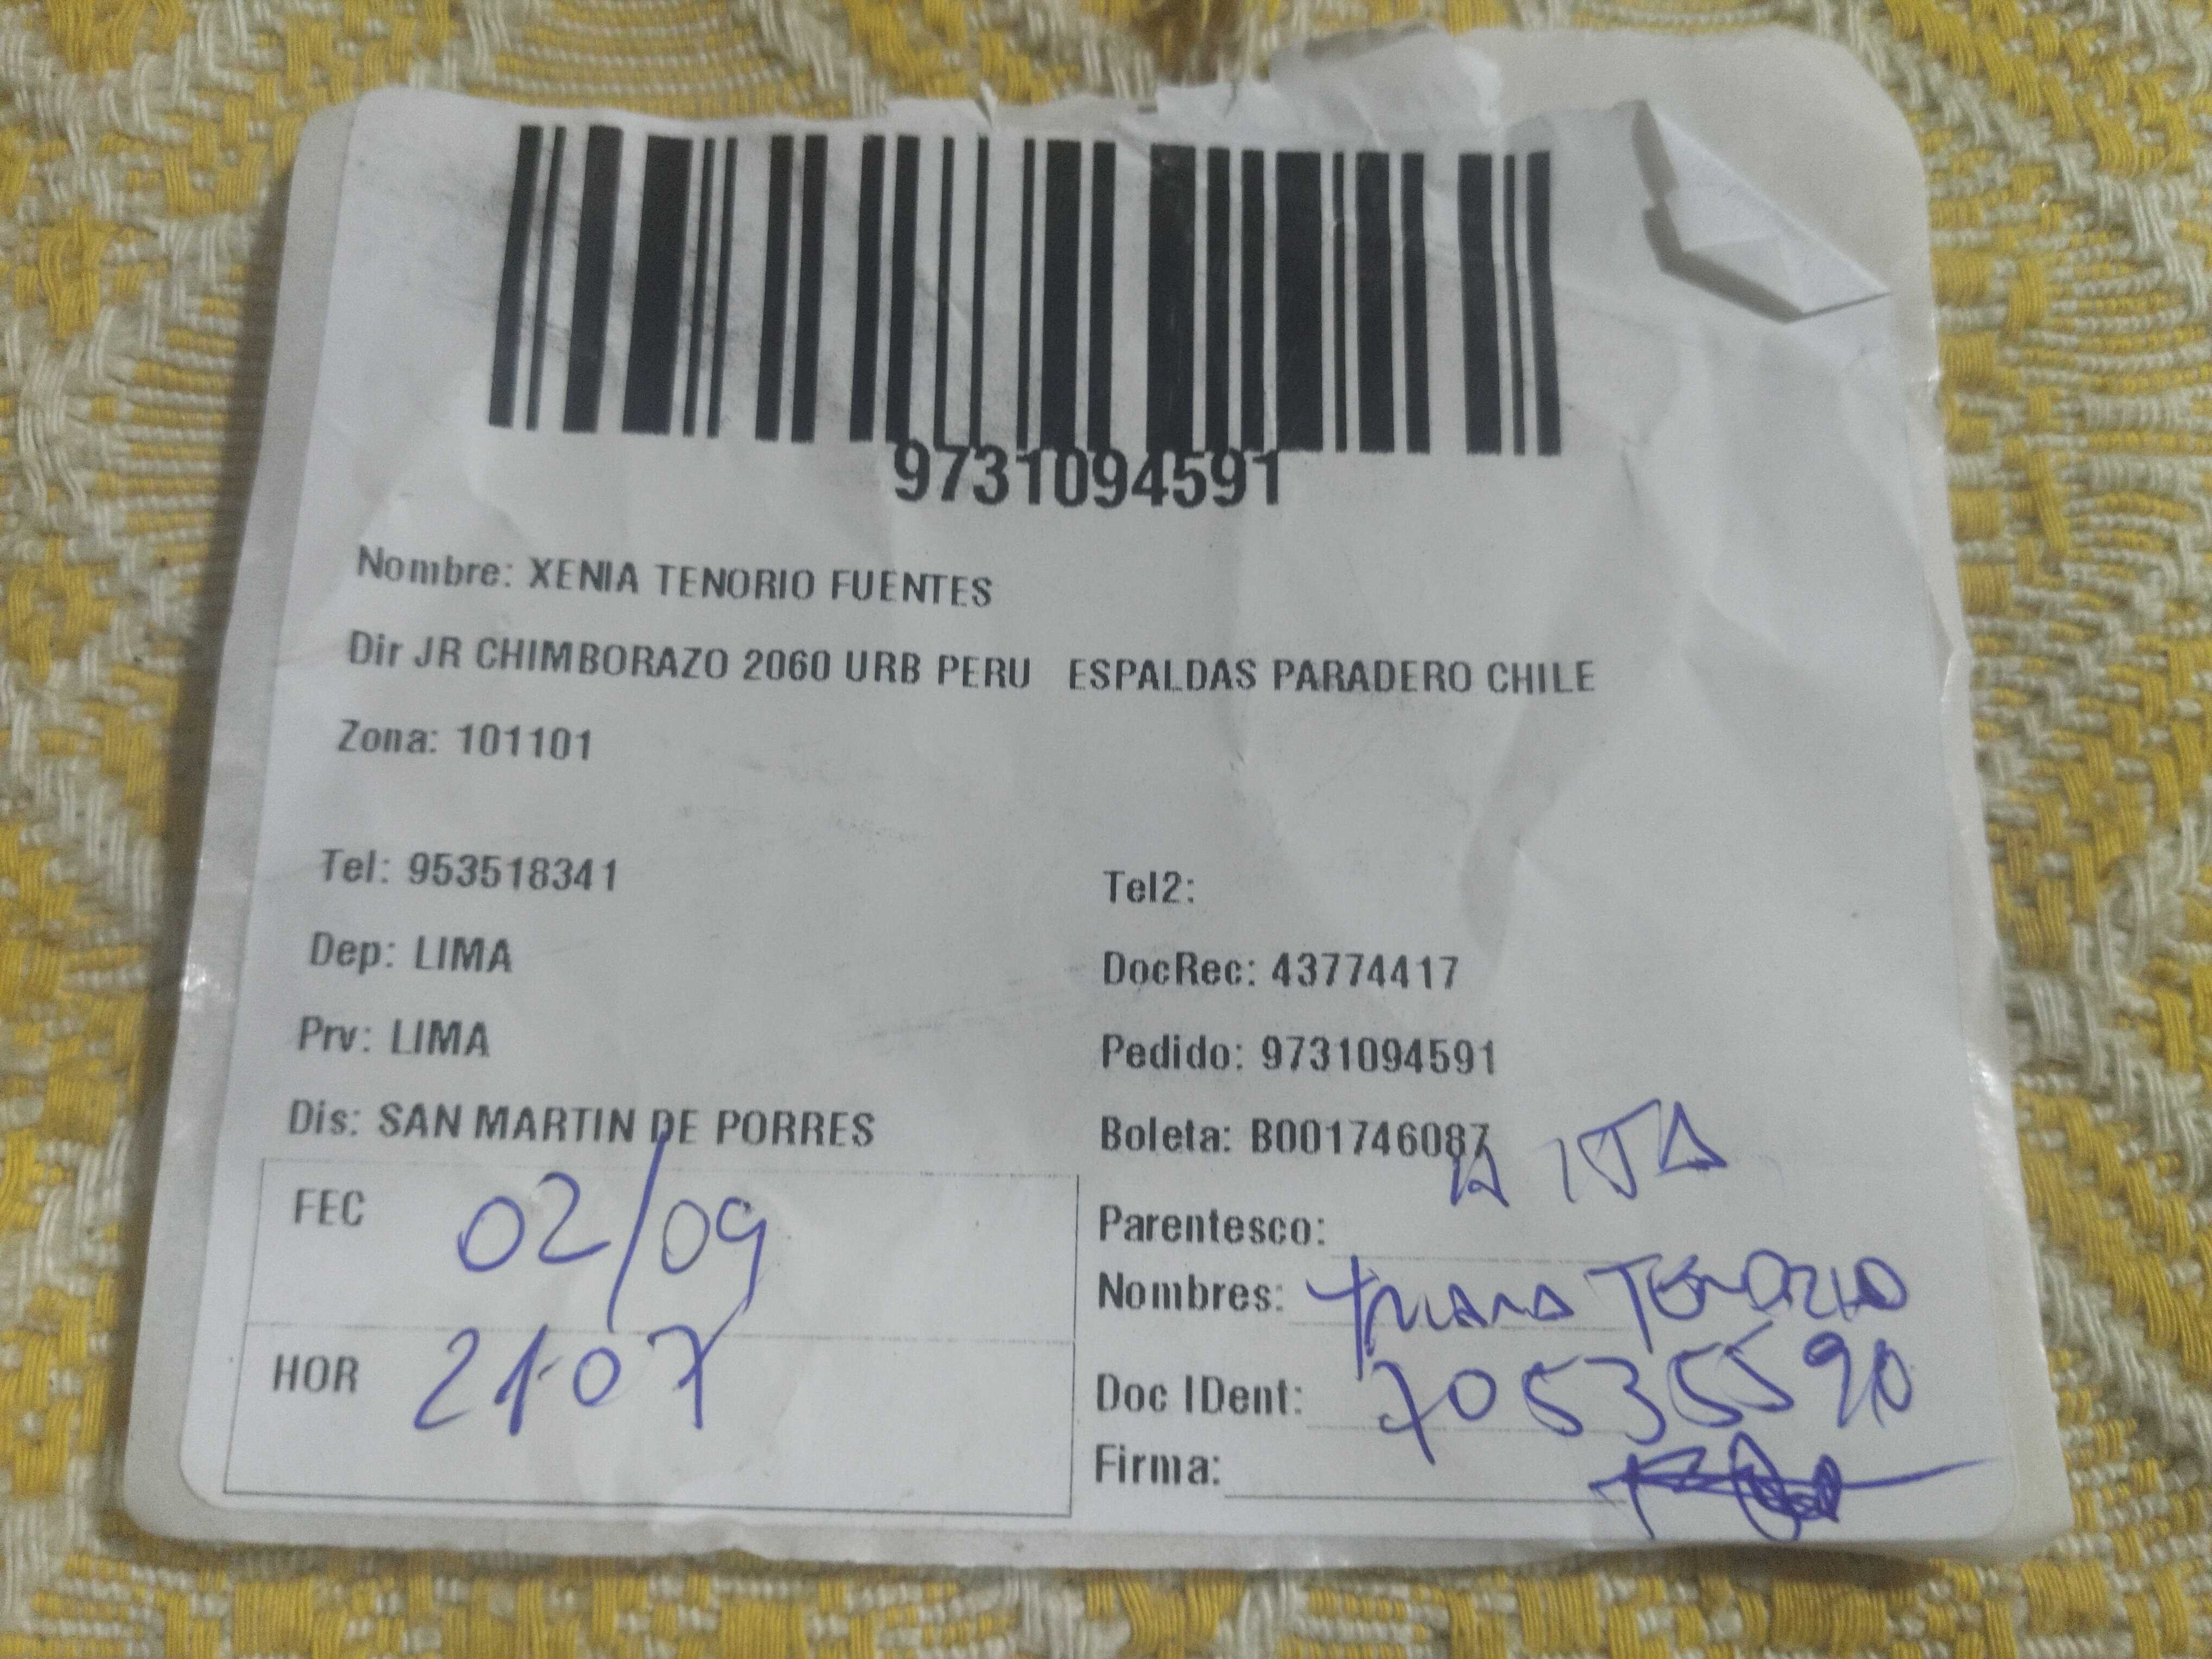 9731094591
Nombre: XENIA TENORIO FUENTES
Dir JR CHIMBORAZO 2060 URB PERU ESPALDAS PARADERO CHILE
Zona: 101101
Tel: 953518341
Tel2:
Dep: LIMA
DocRec: 43774417
Prv: LIMA
Pedido: 9731094591
Dis: SAN MARTIN DE PORRES
Boleta: B001746087
FEC 02/09
Parentesco:
Nombres: TENORIO
HOR 21:07
Doc IDent: 70535590
Firma: